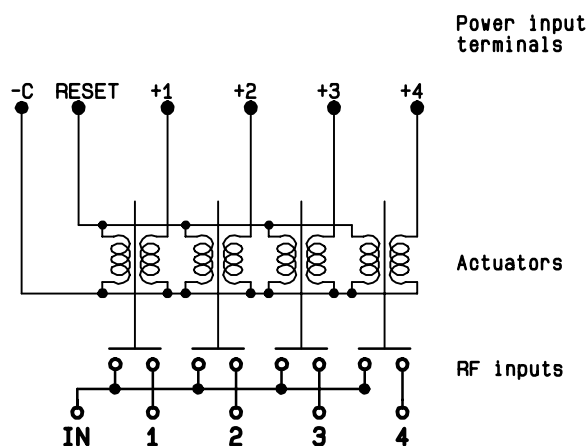 Power input
terminals
-C RESET +1 +2 +3 +4
Actuators
RF inputs
IN 1 2 3 4